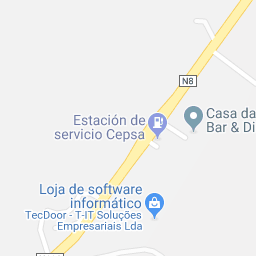 N8
Estación de
servicio Cepsa
Casa da
Bar & Di
Loja de software
informático
TecDoor - T-IT Soluções
Empresariais Lda